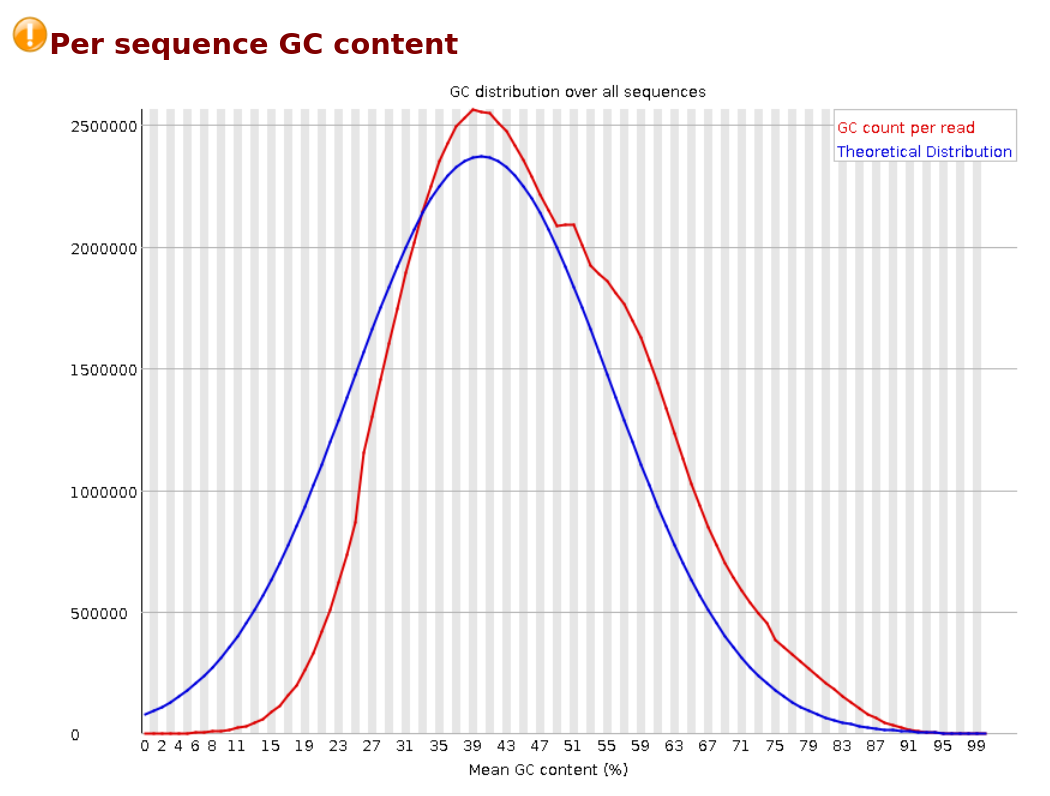 Per sequence GC content
GC distribution over all sequences
GC count per read
Theoretical Distribution
2500000
2000000
1500000
1000000
500000
0
0 2 4 6 8 11 15 19 23 27 31 35 39 43 47 51 55 59 63 67 71 75 79 83 87 91 95 99
Mean GC content (%)